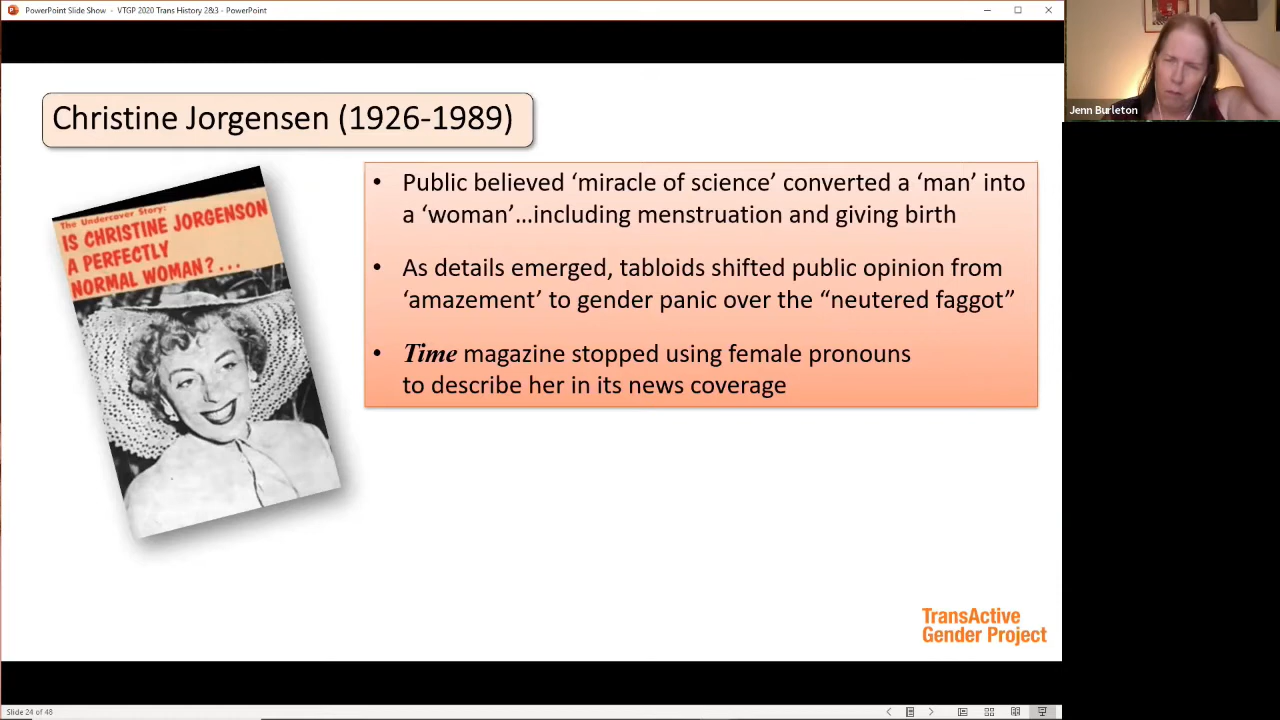 PowerPoint Slide Show - VTGP 2020 Trans History 2&3 - PowerPoint
Jenn Burleton
Christine Jorgensen (1926-1989)
The Undercover Story:
IS CHRISTINE JORGENSON
A PERFECTLY
NORMAL WOMAN?...
• Public believed ‘miracle of science’ converted a ‘man’ into
a ‘woman’...including menstruation and giving birth
• As details emerged, tabloids shifted public opinion from
‘amazement’ to gender panic over the “neutered faggot”
• Time magazine stopped using female pronouns
to describe her in its news coverage
TransActive
Gender Project
Slide 24 of 48